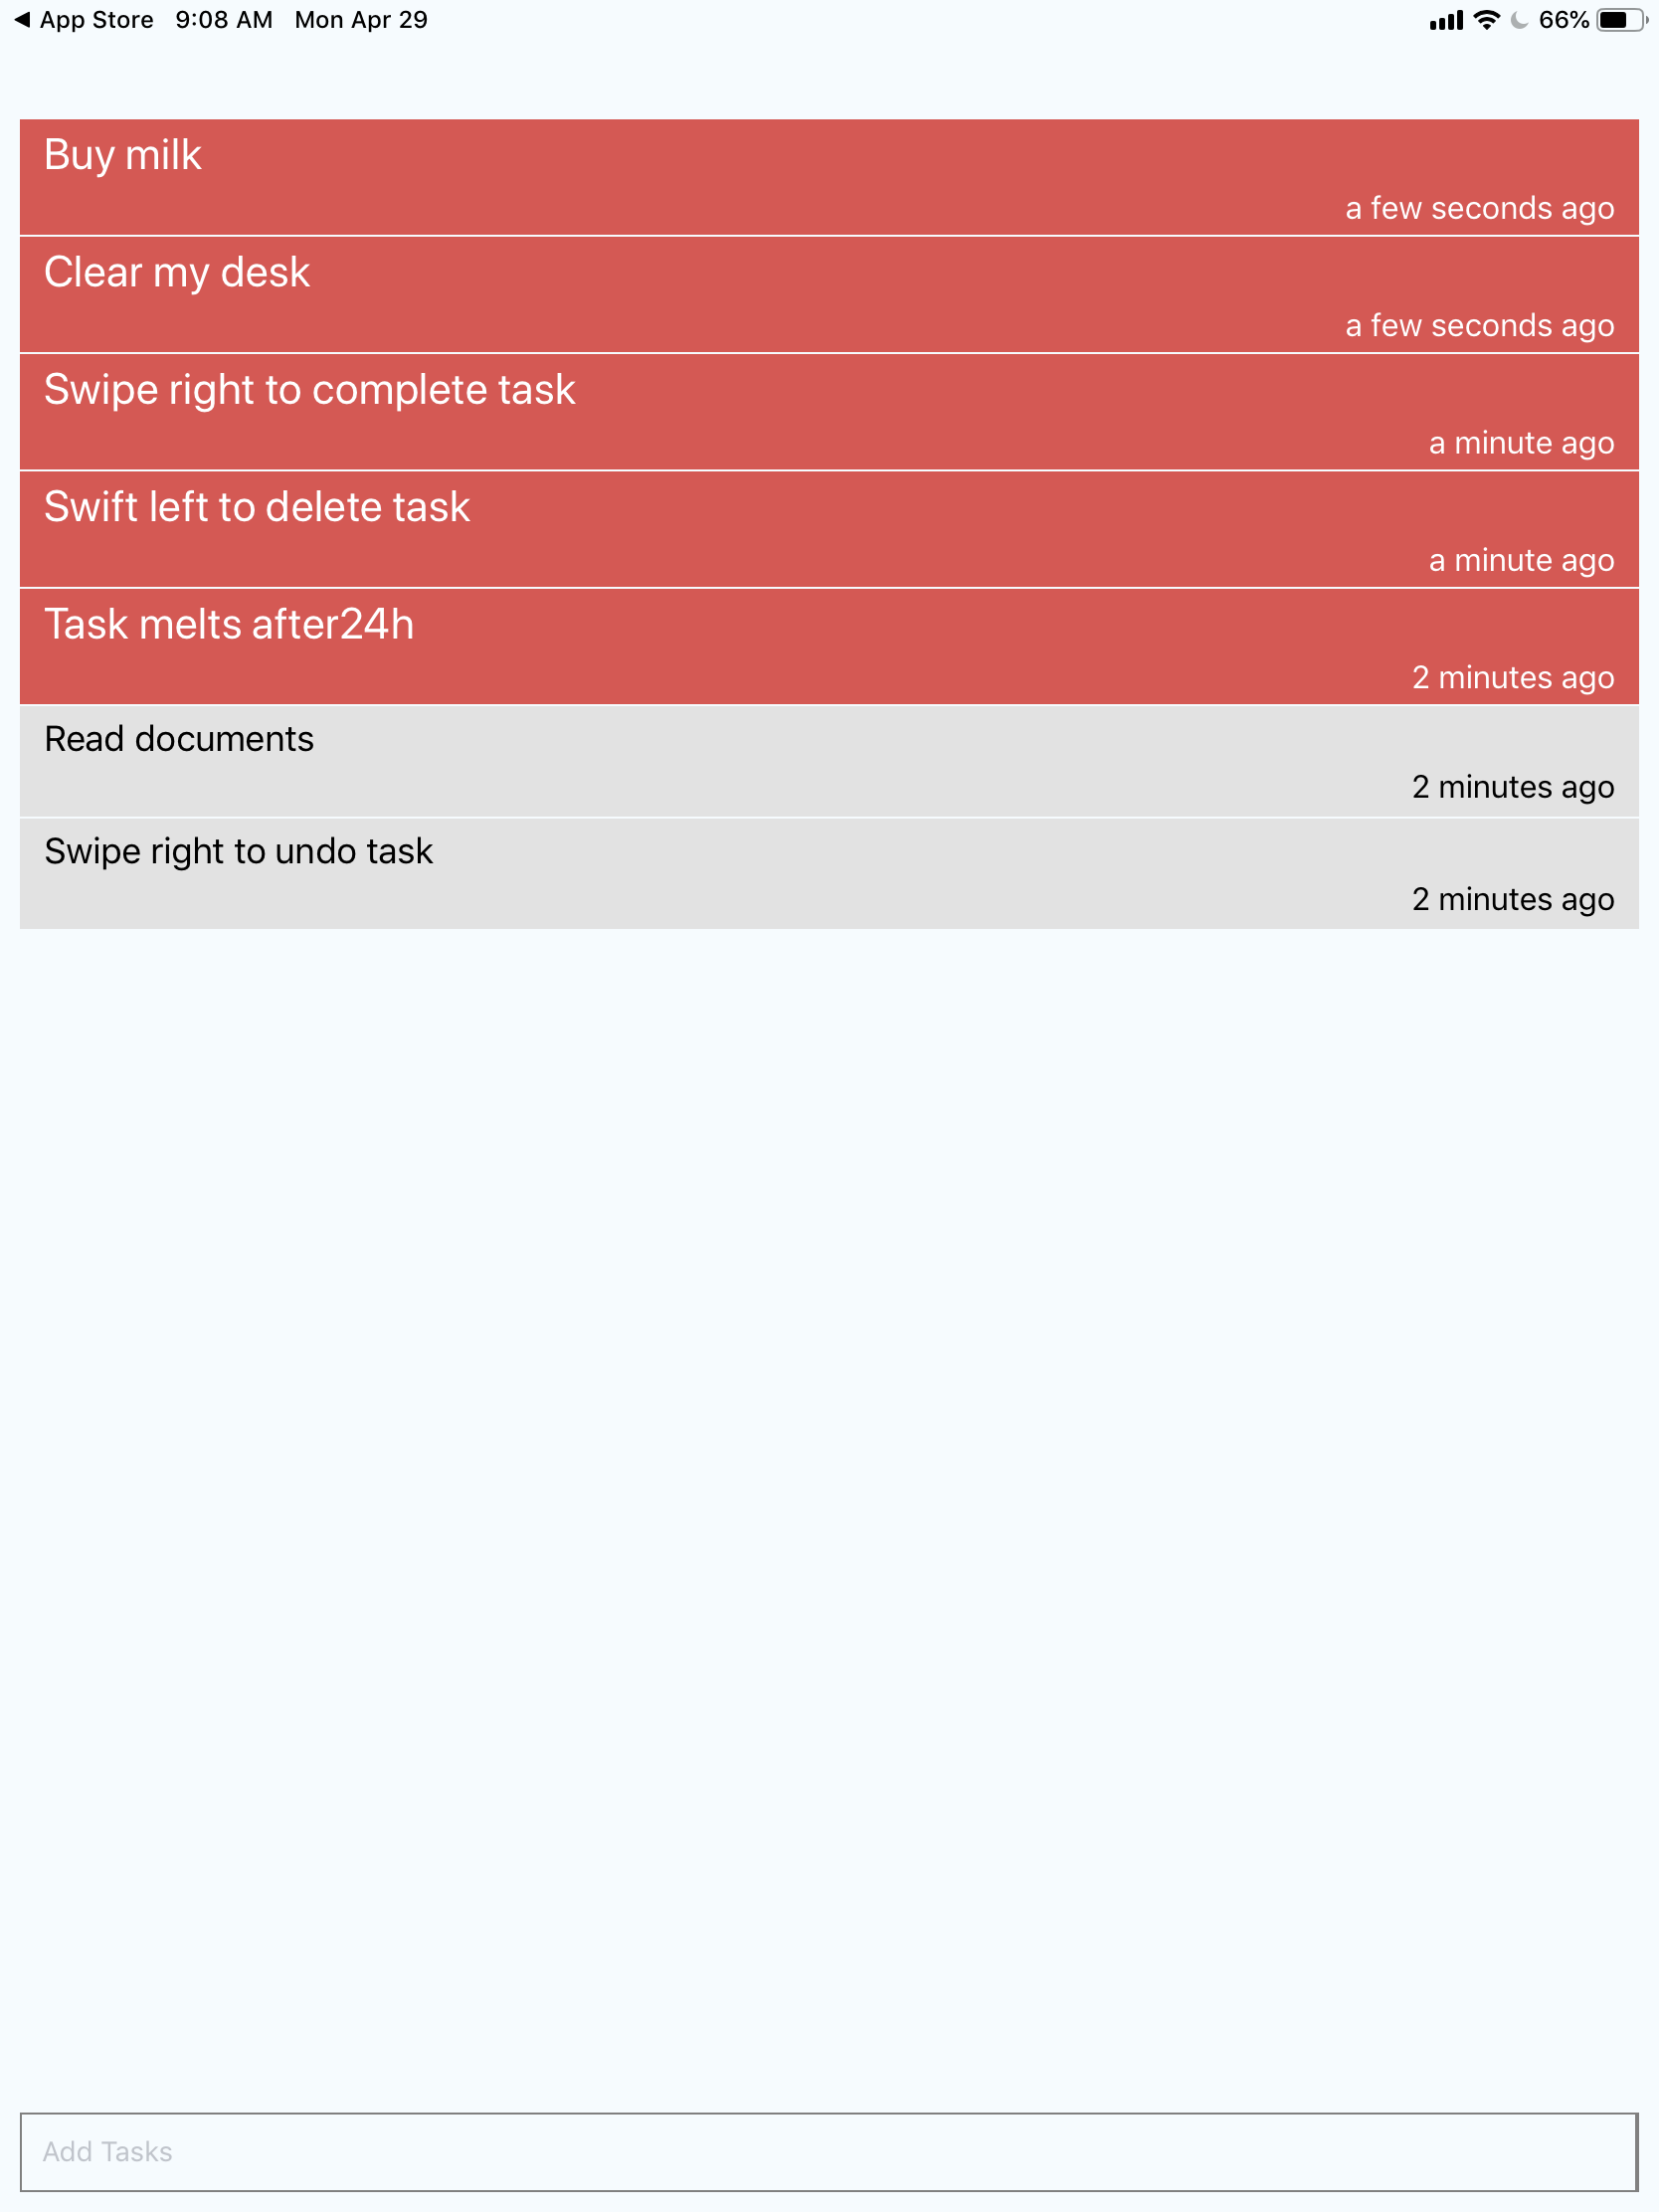 App Store 9:08 AM Mon Apr 29 66%
Buy milk
a few seconds ago
Clear my desk
a few seconds ago
Swipe right to complete task
a minute ago
Swift left to delete task
a minute ago
Task melts after24h
2 minutes ago
Read documents
2 minutes ago
Swipe right to undo task
2 minutes ago
Add Tasks